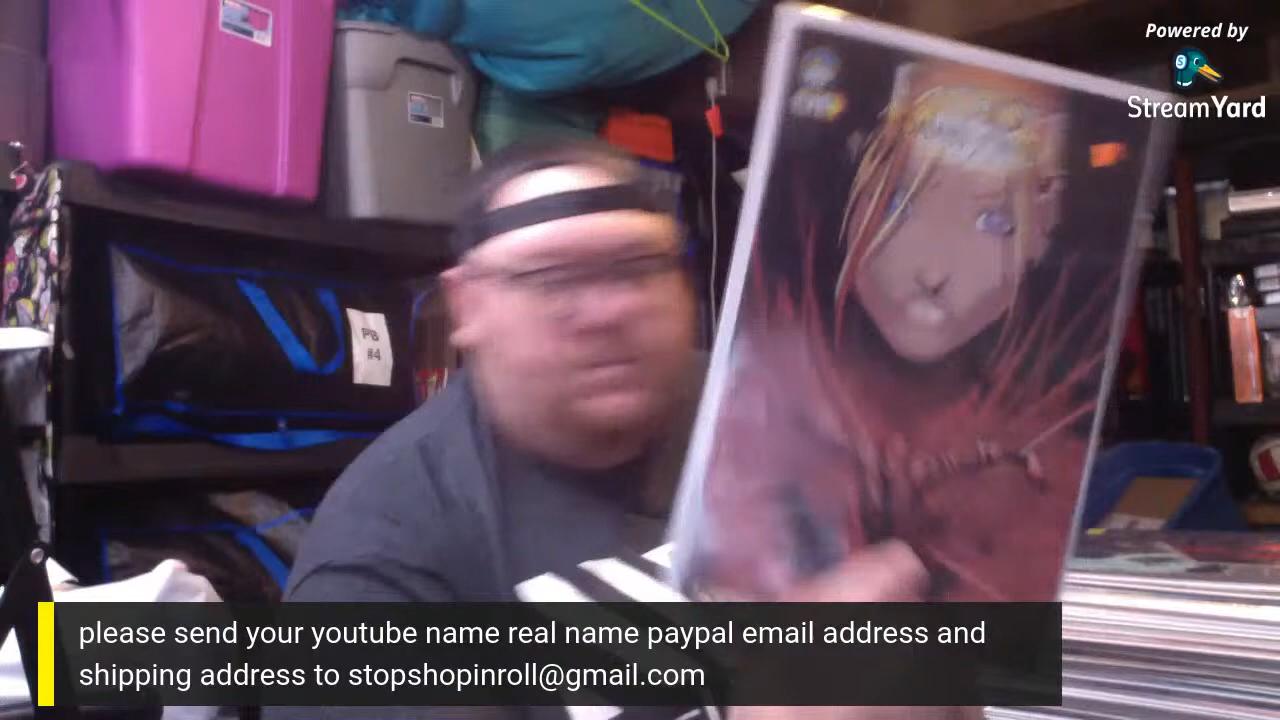 Powered by
StreamYard
PB
#4
please send your youtube name real name paypal email address and
shipping address to stopshopinroll@gmail.com